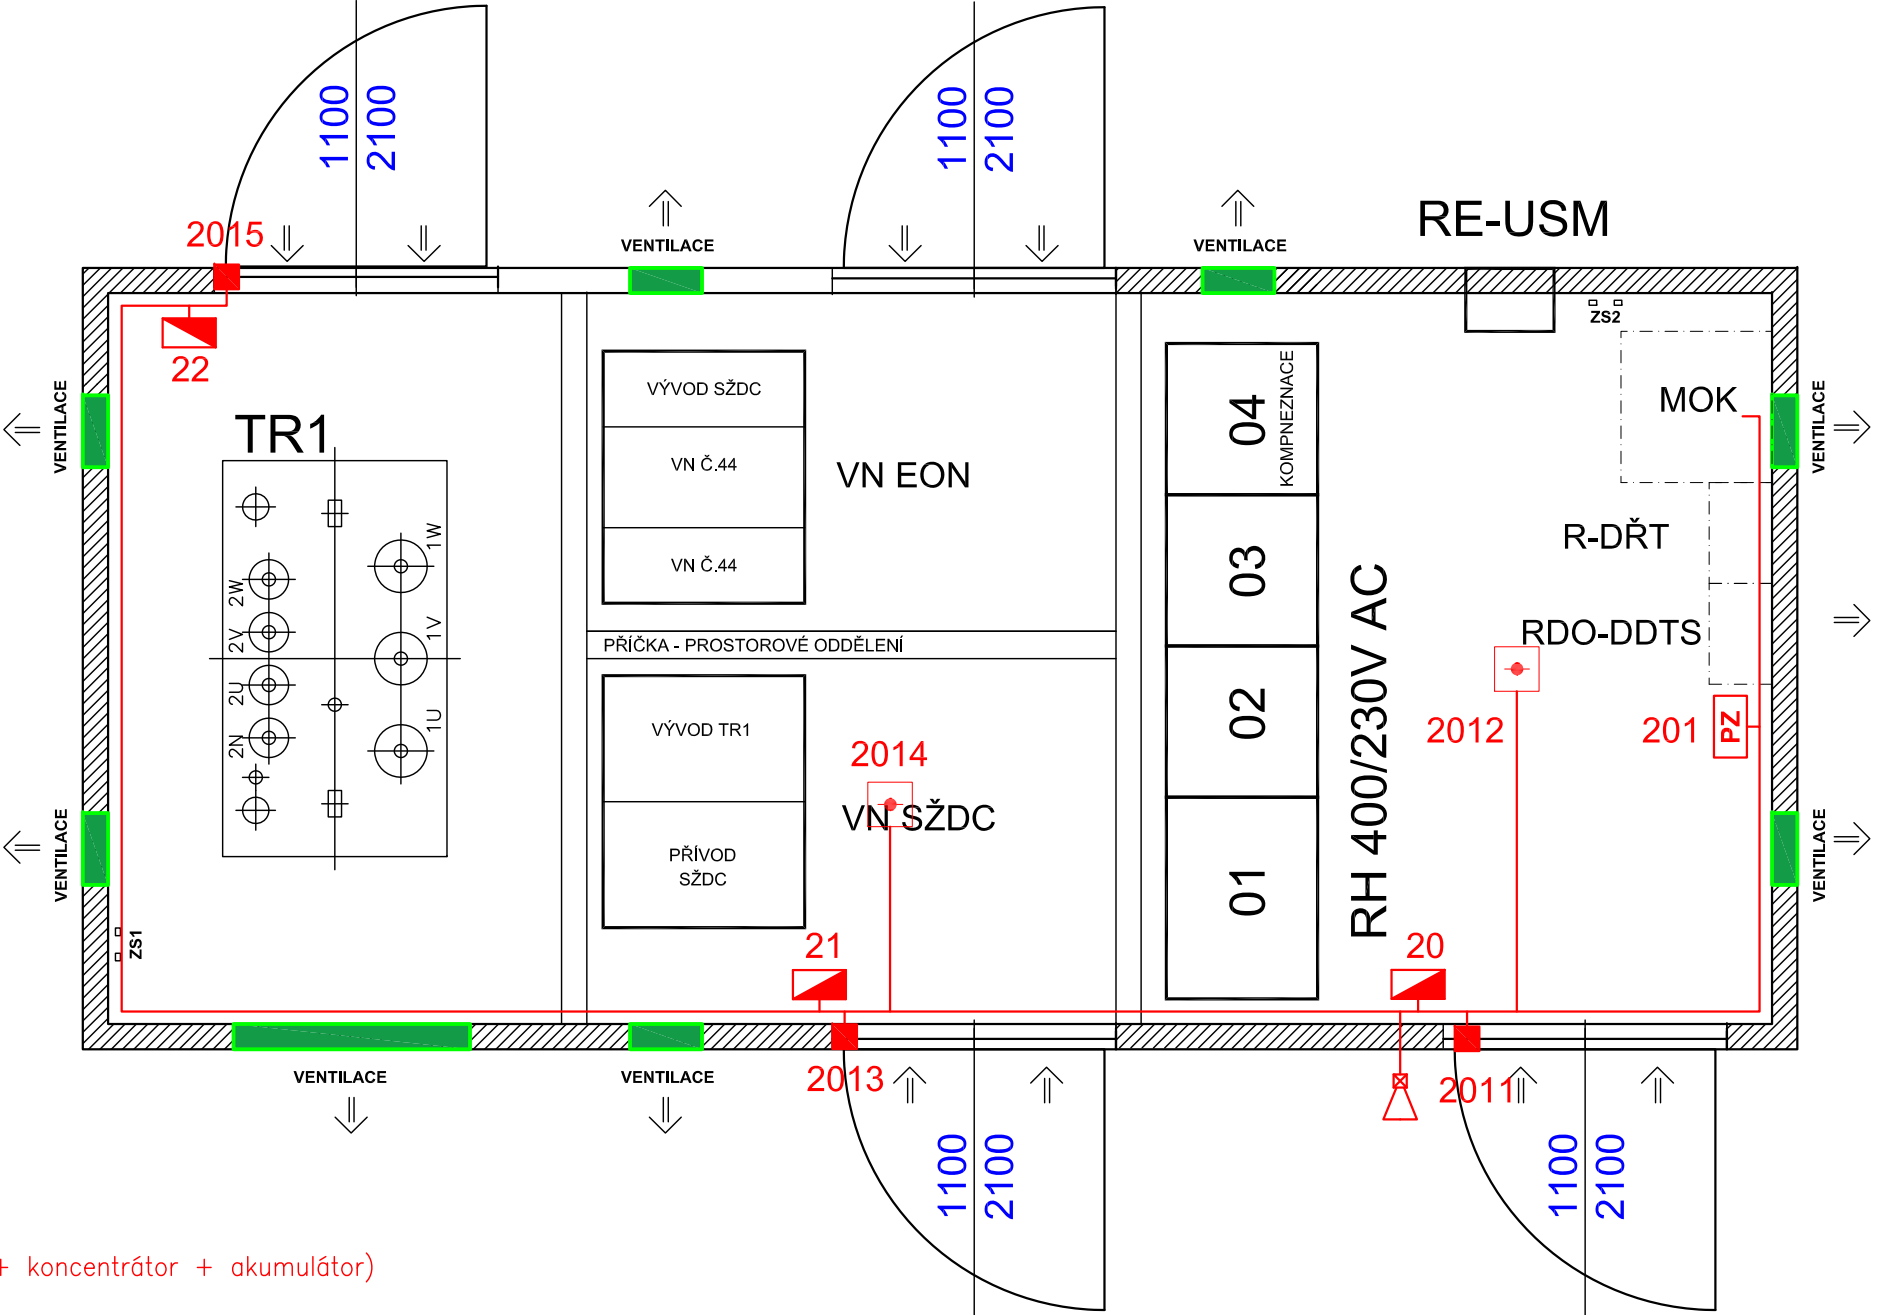 1100
2100
1100
2100
RE-USM
2015
VENTILACE
VENTILACE
ZS2
22
VENTILACE
VÝVOD SŽDC
04
KOMPNEZNACE
MOK
VENTILACE
TR1
VN Č.44
VN EON
1W
R-DŘT
VN Č.44
03
2W
RH 400/230V AC
1V
2V
PŘÍČKA - PROSTOROVÉ ODDĚLENÍ
RDO-DDTS
2U
1U
2N
VÝVOD TR1
02
2014
2012
201
PZ
VN SŽDC
VENTILACE
PŘÍVOD
SŽDC
01
VENTILACE
ZS1
21
20
VENTILACE
VENTILACE
2013
2011
1100
2100
1100
2100
+ koncentrátor + akumulátor)